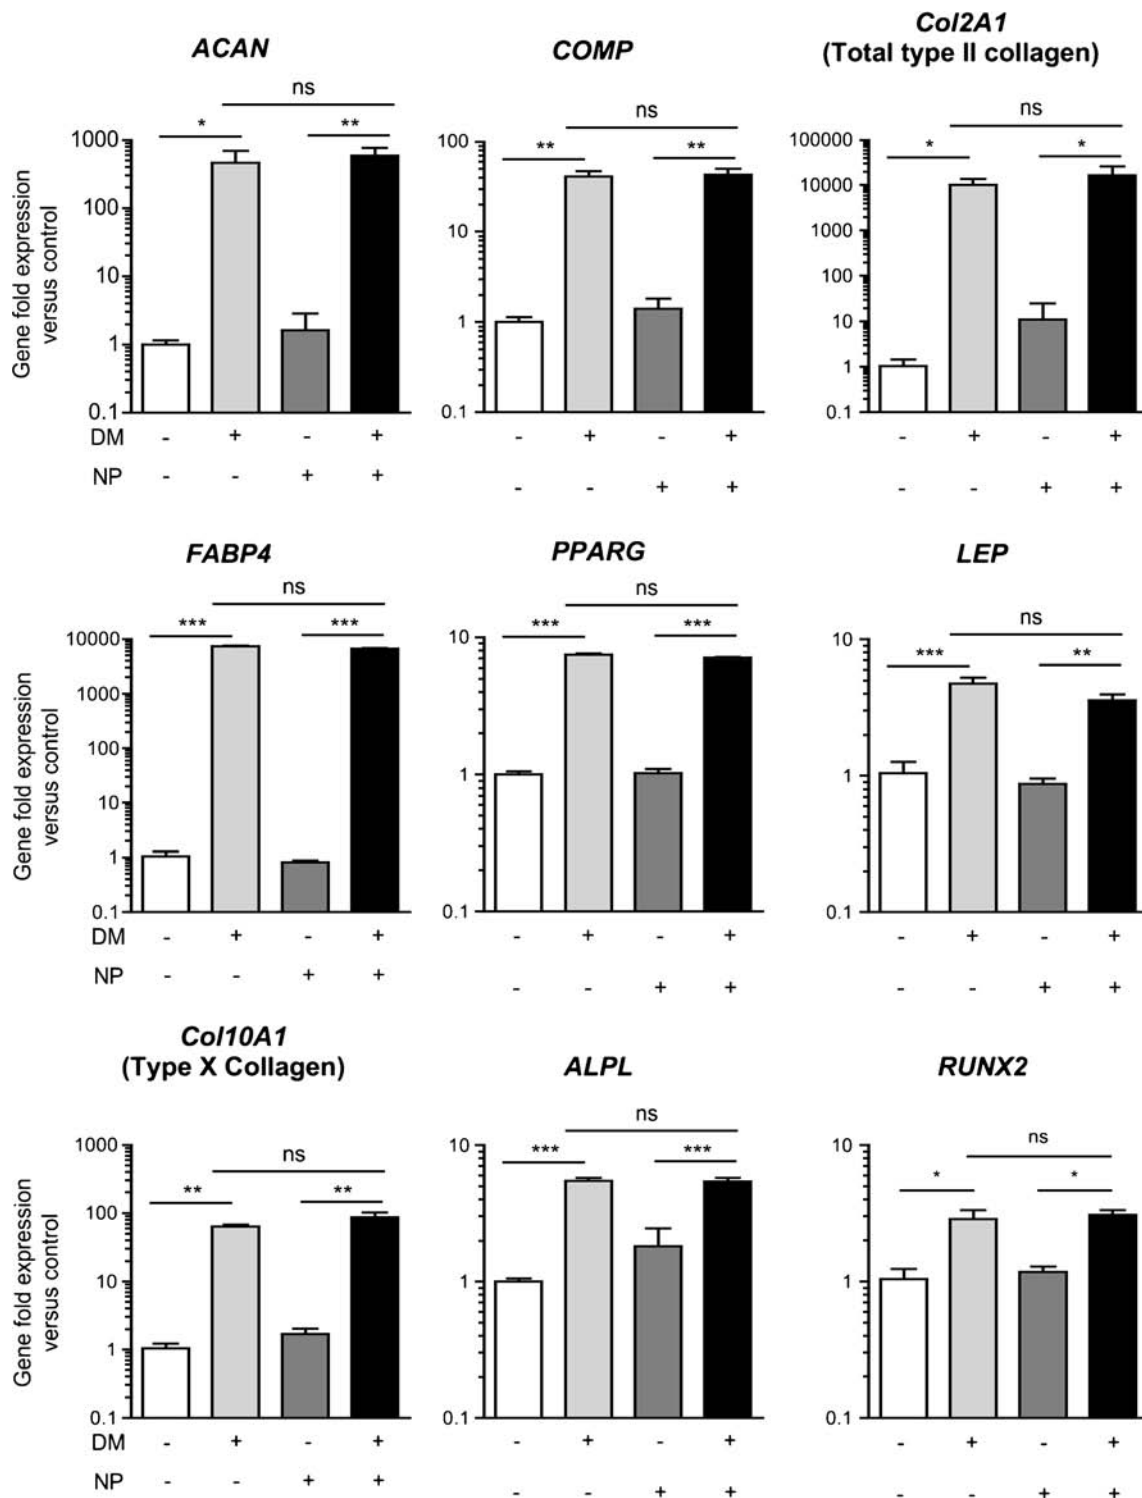 ACAN
ns
*
**
1000
100
10
1
0.1
Gene fold expression
versus control
DM - + - +
NP - - + +
COMP
ns
**
**
100
10
1
0.1
- + - +
- - + +
Col2A1
(Total type II collagen)
ns
*
*
100000
10000
1000
100
10
1
0.1
- + - +
- - + +
FABP4
ns
***
***
10000
1000
100
10
1
0.1
Gene fold expression
versus control
DM - + - +
NP - - + +
PPARG
ns
***
***
10
1
0.1
- + - +
- - + +
LEP
ns
***
**
10
1
0.1
- + - +
- - + +
Col10A1
(Type X Collagen)
ns
**
**
1000
100
10
1
0.1
Gene fold expression
versus control
DM - + - +
NP - - + +
ALPL
ns
***
***
10
1
0.1
- + - +
- - + +
RUNX2
ns
*
*
10
1
0.1
- + - +
- - + +